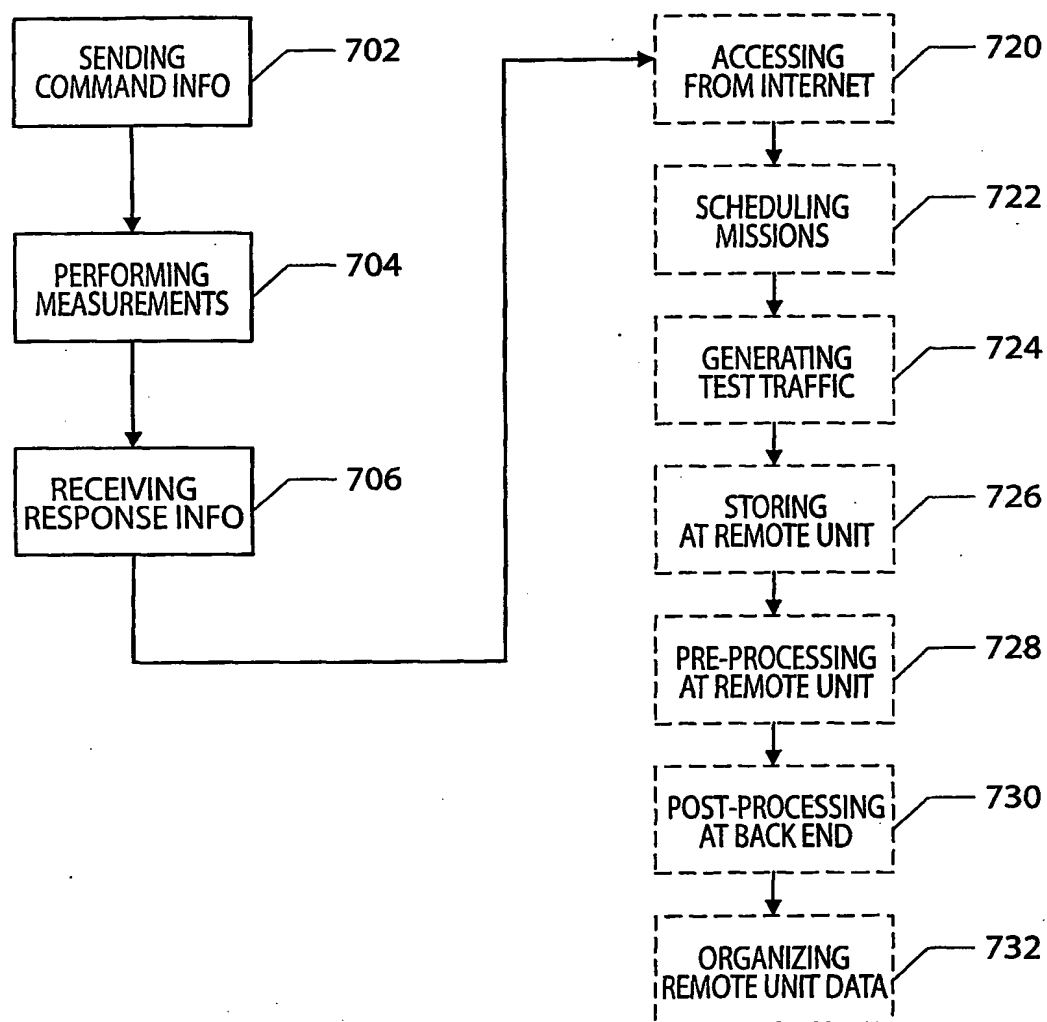 SENDING
COMMAND INFO
702
PERFORMING
MEASUREMENTS
704
RECEIVING
RESPONSE INFO
706
ACCESSING
FROM INTERNET
720
SCHEDULING
MISSIONS
722
GENERATING
TEST TRAFFIC
724
STORING
AT REMOTE UNIT
726
PRE-PROCESSING
AT REMOTE UNIT
728
POST-PROCESSING
AT BACK END
730
ORGANIZING
REMOTE UNIT DATA
732